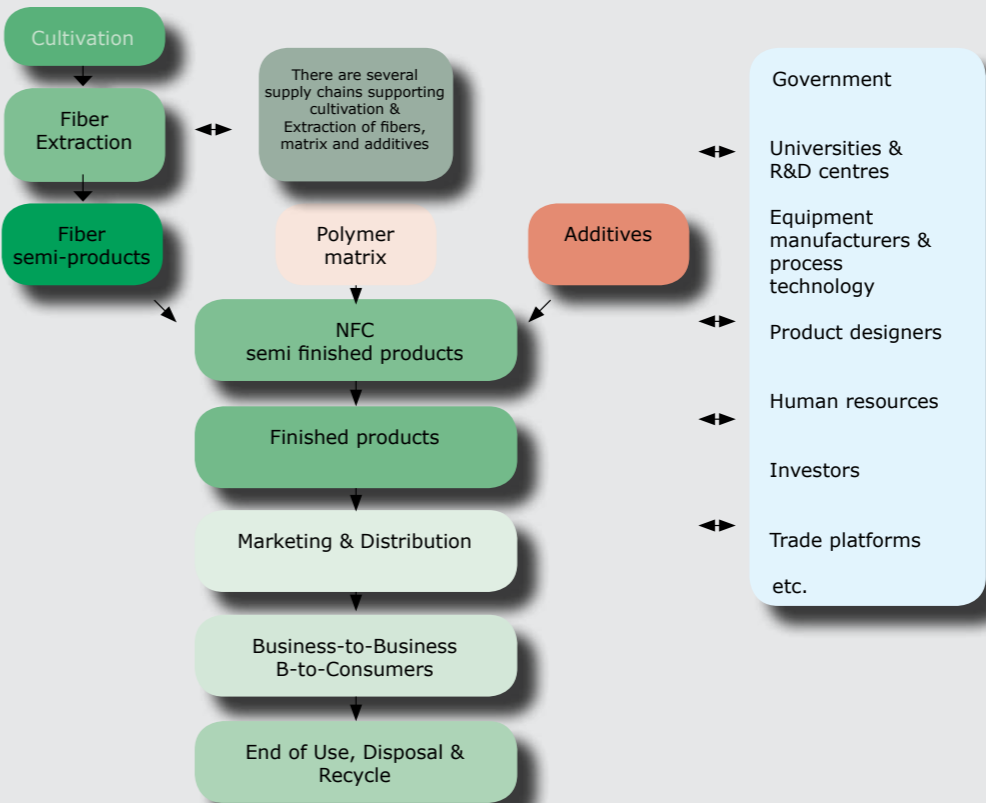 Cultivation
Fiber
Extraction
There are several
supply chains supporting
cultivation &
Extraction of fibers,
matrix and additives
Fiber
semi-products
Polymer
matrix
Additives
NFC
semi finished products
Finished products
Marketing & Distribution
Business-to-Business
B-to-Consumers
End of Use, Disposal &
Recycle
Government
Universities &
R&D centres
Equipment
manufacturers &
process
technology
Product designers
Human resources
Investors
Trade platforms
etc.